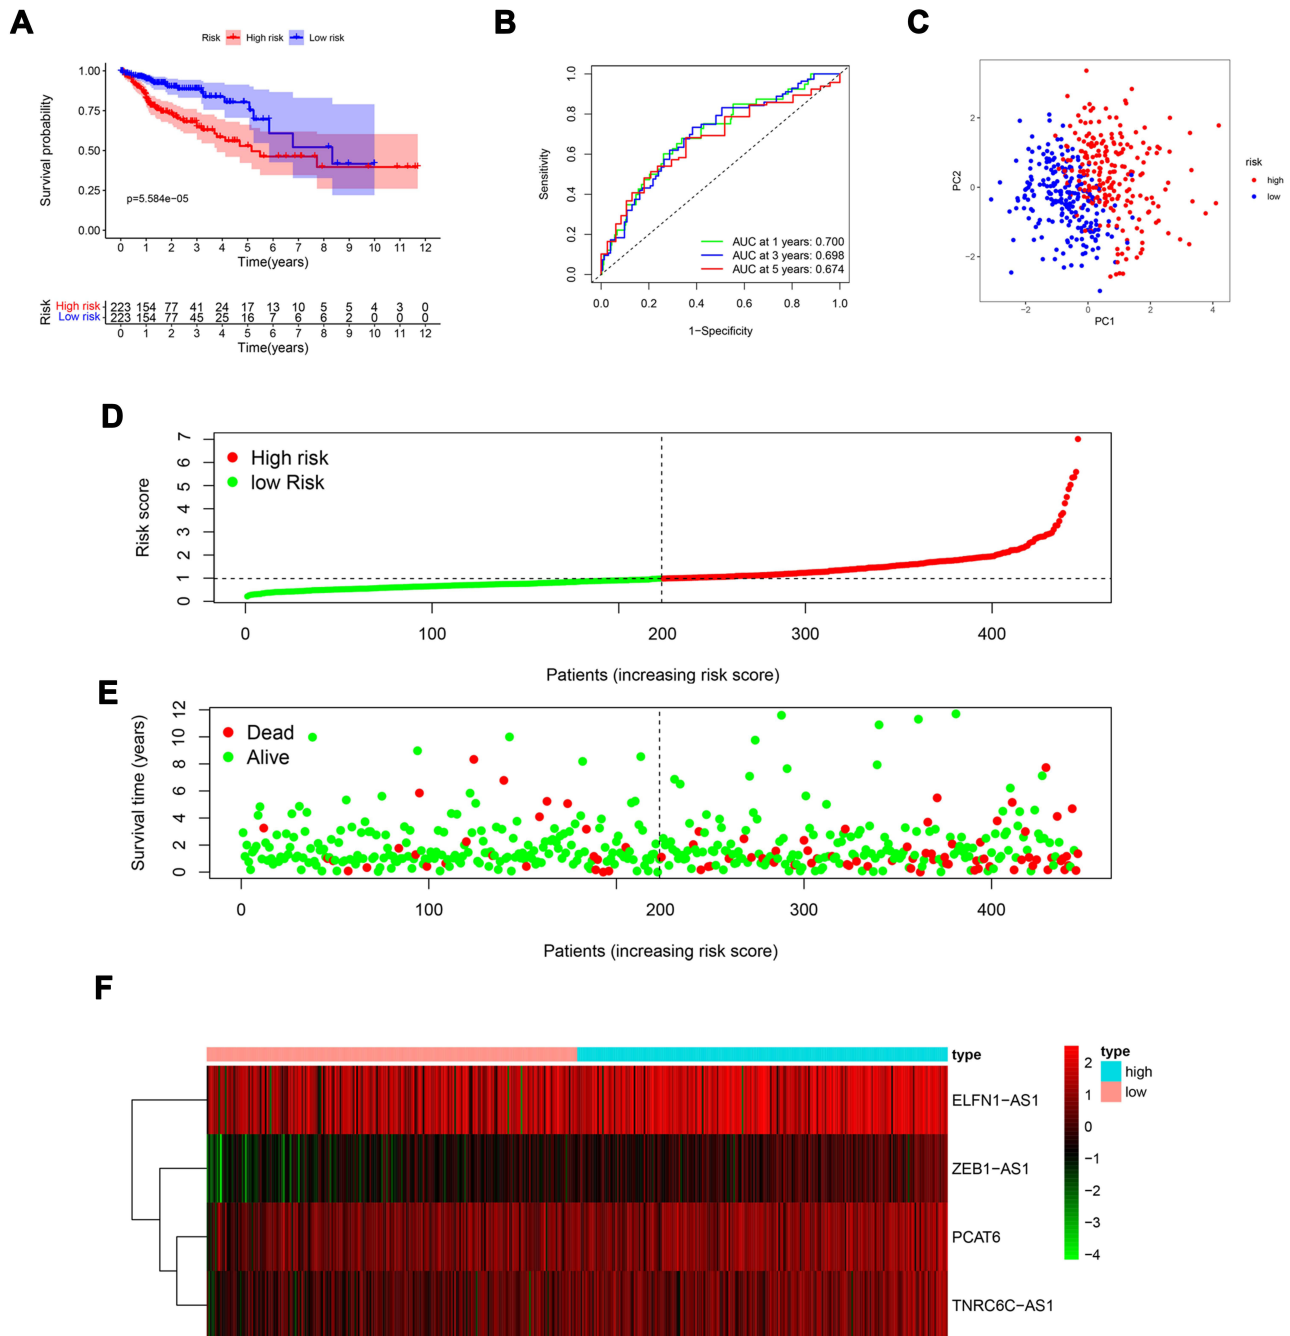 A
Risk High risk Low risk
Survival probability
1.00
0.75
0.50
0.25
0.00
p=5.584e−05
0 1 2 3 4 5 6 7 8 9 10 11 12
Time(years)
Risk
High risk 223 154 77 41 24 17 13 10 5 5 4 3 0
Low risk 223 154 77 45 25 16 7 6 6 2 0 0 0
0 1 2 3 4 5 6 7 8 9 10 11 12
Time(years)
B
Sensitivity
1.0
0.8
0.6
0.4
0.2
0.0
AUC at 1 years: 0.700
AUC at 3 years: 0.698
AUC at 5 years: 0.674
0.0 0.2 0.4 0.6 0.8 1.0
1−Specificity
C
PC2
2
0
−2
−2 0 2 4
PC1
risk
high
low
D
Risk score
7
6
5
4
3
2
1
0
High risk
low Risk
0 100 200 300 400
Patients (increasing risk score)
E
Survival time (years)
12
10
8
6
4
2
0
Dead
Alive
0 100 200 300 400
Patients (increasing risk score)
F
type
ELFN1−AS1
ZEB1−AS1
PCAT6
TNRC6C−AS1
2
1
0
−1
−2
−3
−4
type
high
low